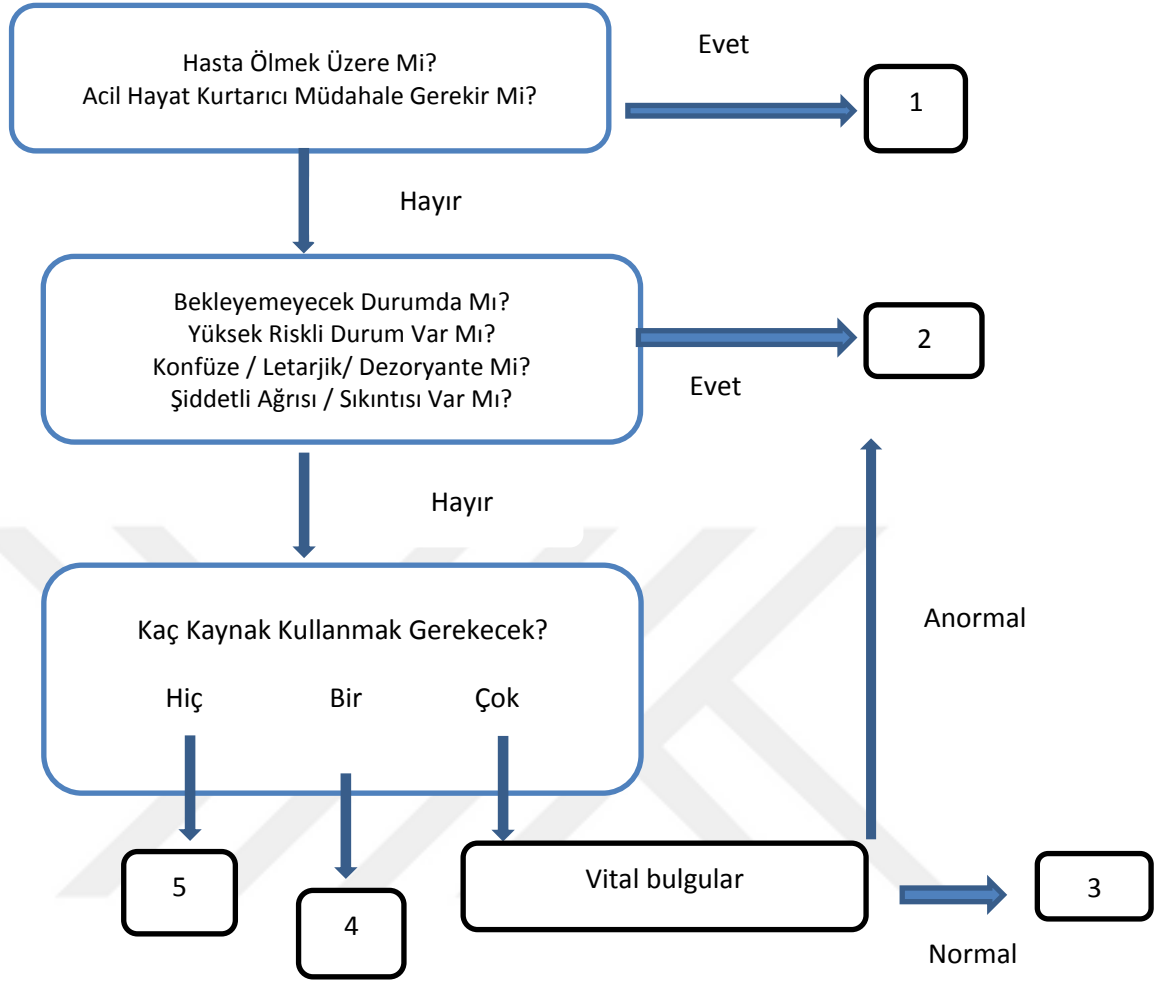 Hasta Ölmek Üzere Mi?
Acil Hayat Kurtarıcı Müdahale Gerekir Mi?
Evet
1
Hayır
Bekleyemeyecek Durumda Mı?
Yüksek Riskli Durum Var Mı?
Konfüze / Letarjik/ Dezoryante Mi?
Şiddetli Ağrısı / Sıkıntısı Var Mı?
2
Evet
Hayır
Kaç Kaynak Kullanmak Gerekecek?
Hiç Bir Çok
Anormal
5
4
Vital bulgular
3
Normal